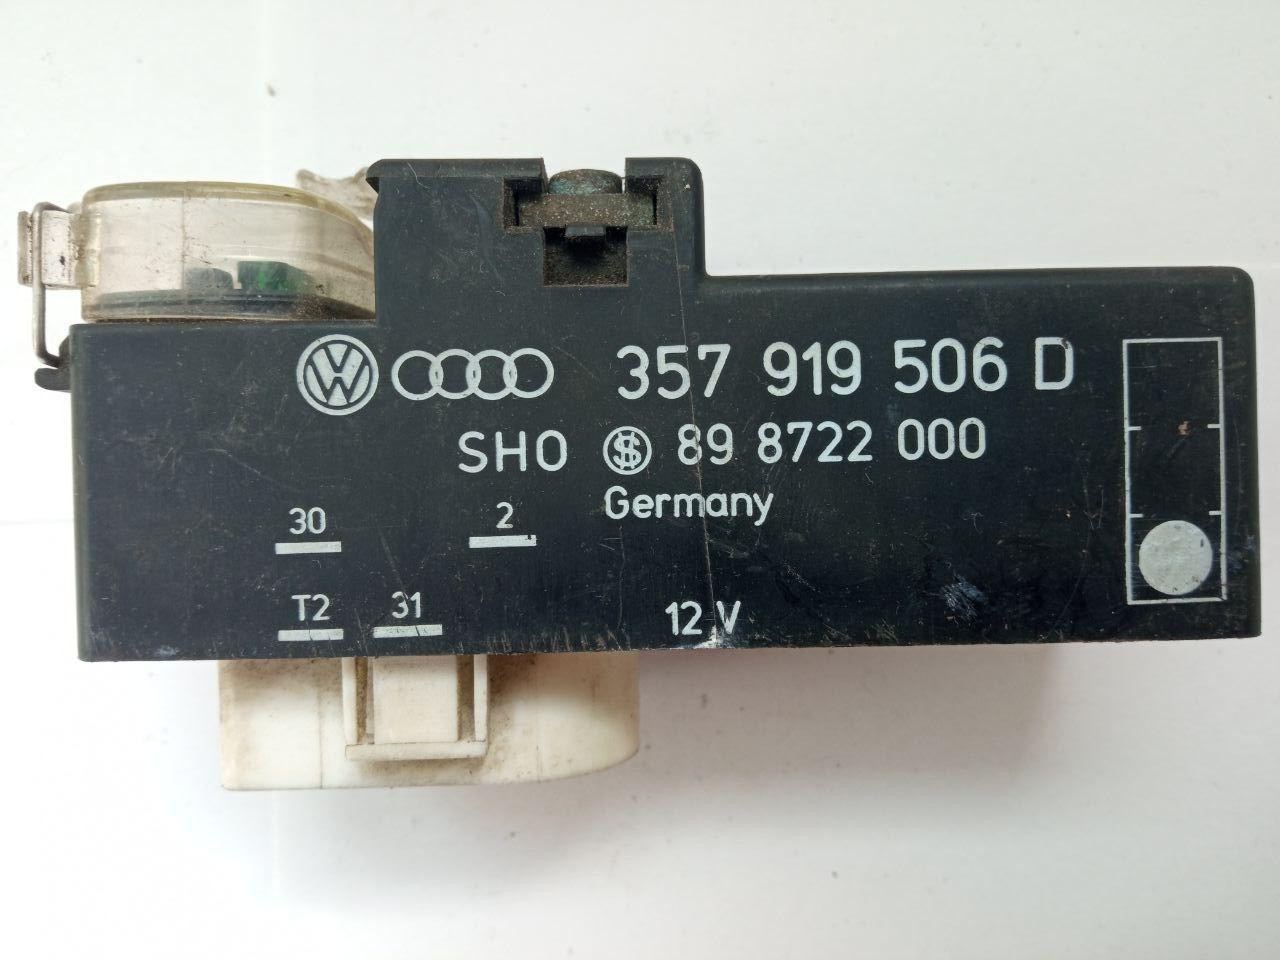 357 919 506 D
SHO 89 8722 000
Germany
30
2
T2
31
12 V